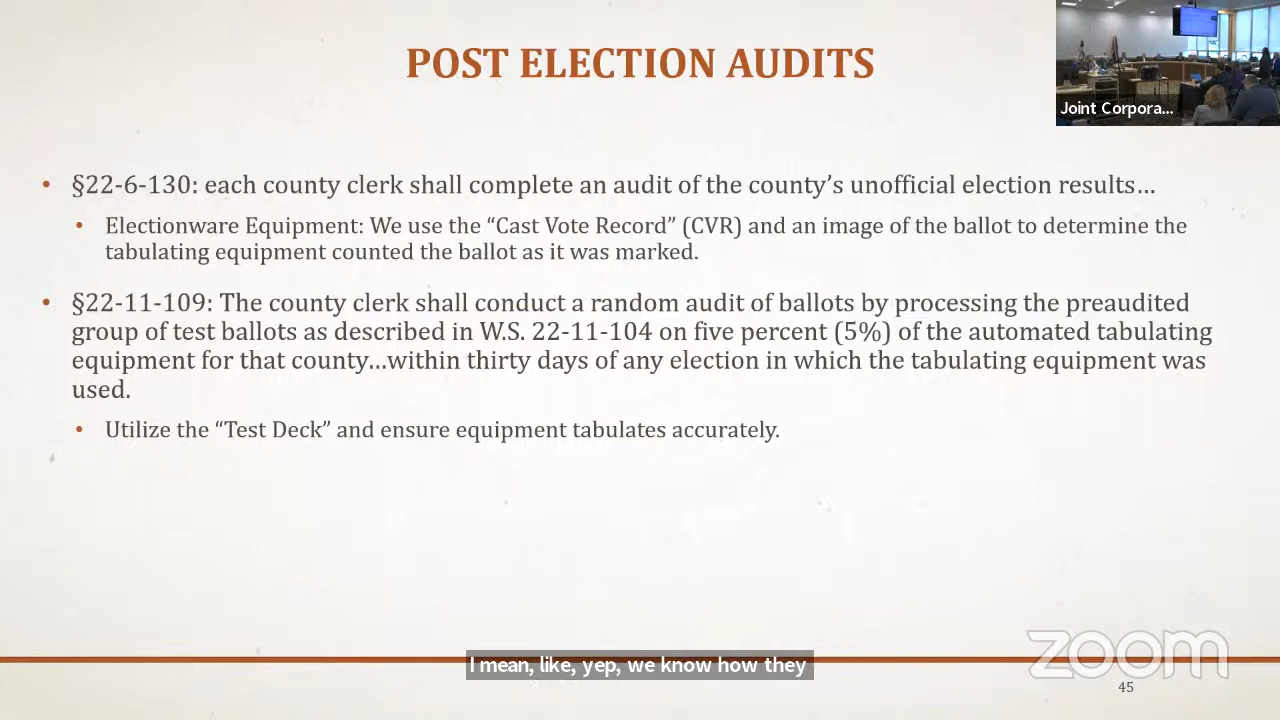 POST ELECTION AUDITS
Joint Corpora...
• §22-6-130: each county clerk shall complete an audit of the county’s unofficial election results…
• Electionware Equipment: We use the “Cast Vote Record” (CVR) and an image of the ballot to determine the
tabulating equipment counted the ballot as it was marked.
• §22-11-109: The county clerk shall conduct a random audit of ballots by processing the preaudited
group of test ballots as described in W.S. 22-11-104 on five percent (5%) of the automated tabulating
equipment for that county…within thirty days of any election in which the tabulating equipment was
used.
• Utilize the “Test Deck” and ensure equipment tabulates accurately.
zoom
I mean, like, yep, we know how they
45